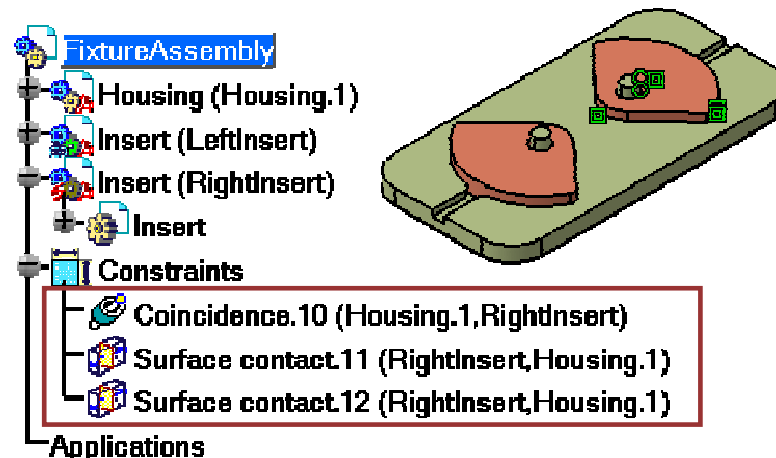 FixtureAssembly
Housing (Housing.1)
Insert (LeftInsert)
Insert (RightInsert)
Insert
Constraints
Coincidence.10 (Housing.1,RightInsert)
Surface contact.11 (RightInsert,Housing.1)
Surface contact.12 (RightInsert,Housing.1)
Applications